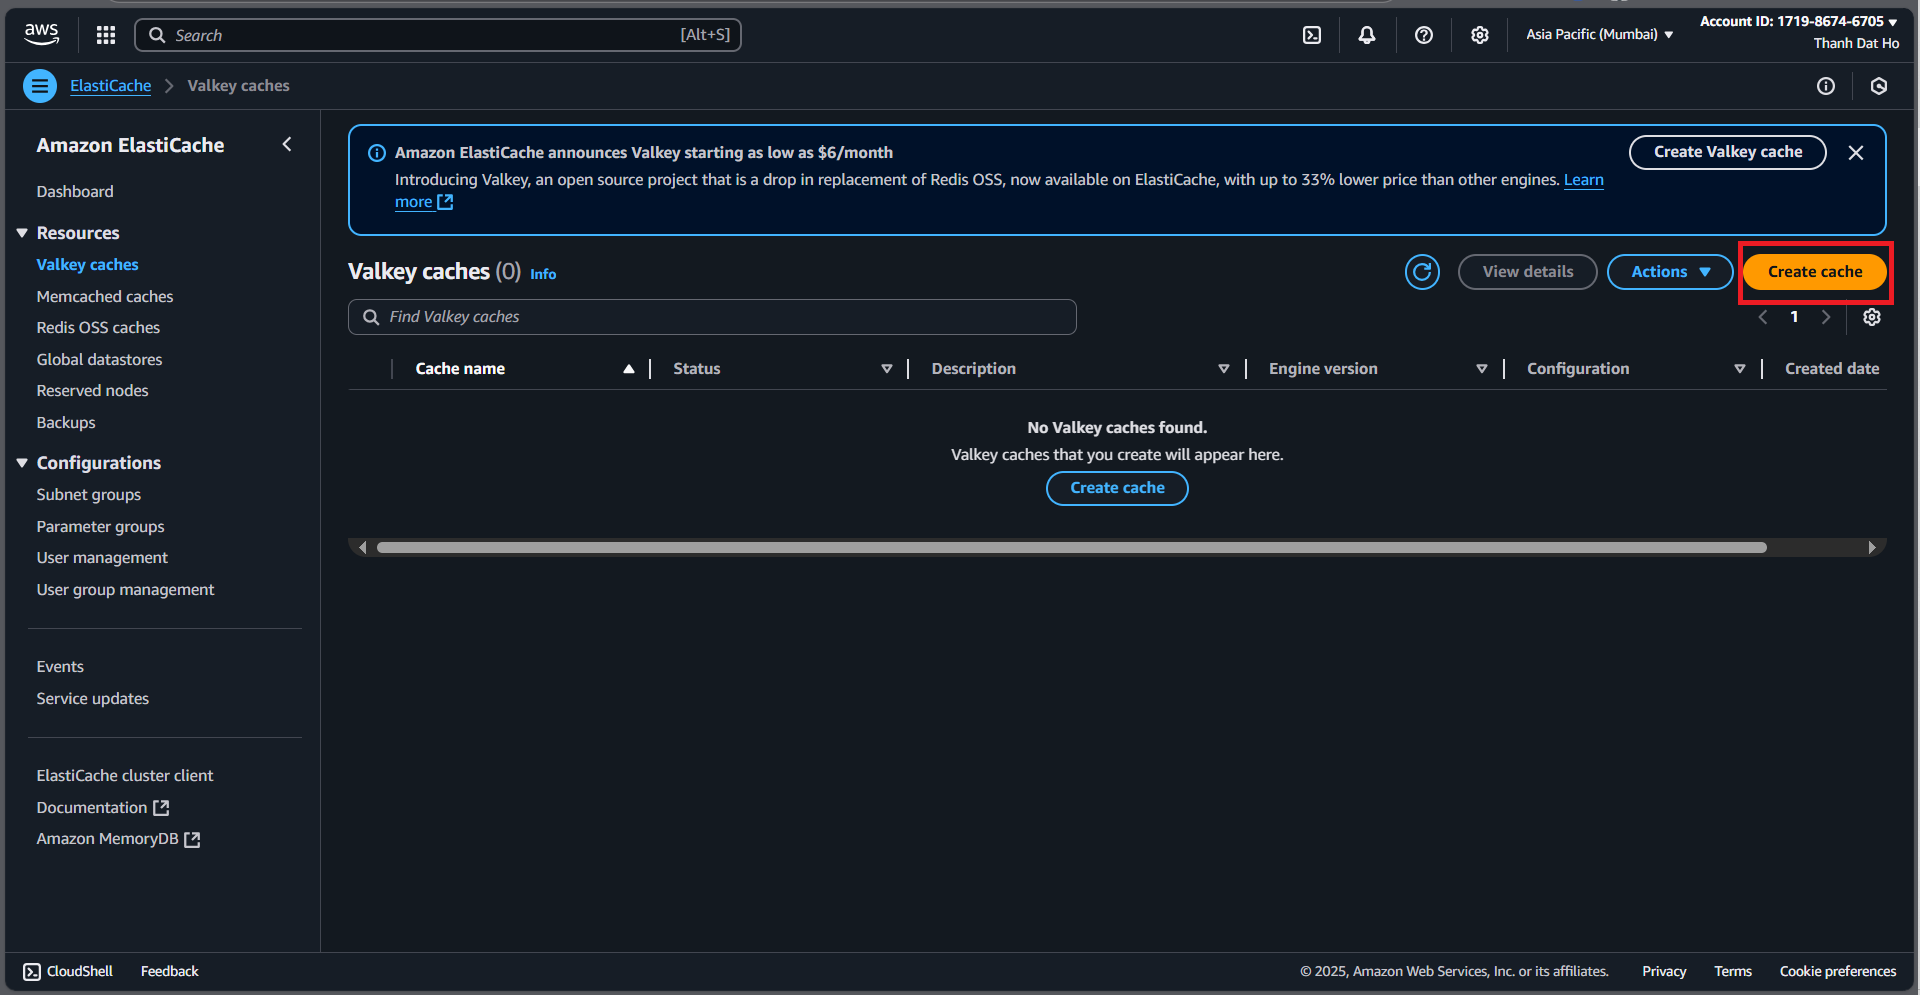 aws
Search [Alt+S]
Asia Pacific (Mumbai)
Account ID: 1719-8674-6705
Thanh Dat Ho
ElastiCache
Valkey caches
Amazon ElastiCache
Dashboard
Resources
Valkey caches
Memcached caches
Redis OSS caches
Global datastores
Reserved nodes
Backups
Configurations
Subnet groups
Parameter groups
User management
User group management
Events
Service updates
ElastiCache cluster client
Documentation
Amazon MemoryDB
Amazon ElastiCache announces Valkey starting as low as $6/month
Introducing Valkey, an open source project that is a drop in replacement of Redis OSS, now available on ElastiCache, with up to 33% lower price than other engines. Learn
more
Create Valkey cache
Valkey caches (0) Info
View details
Actions
Create cache
Find Valkey caches
1
Cache name
Status
Description
Engine version
Configuration
Created date
No Valkey caches found.
Valkey caches that you create will appear here.
Create cache
CloudShell
Feedback
© 2025, Amazon Web Services, Inc. or its affiliates.
Privacy
Terms
Cookie preferences